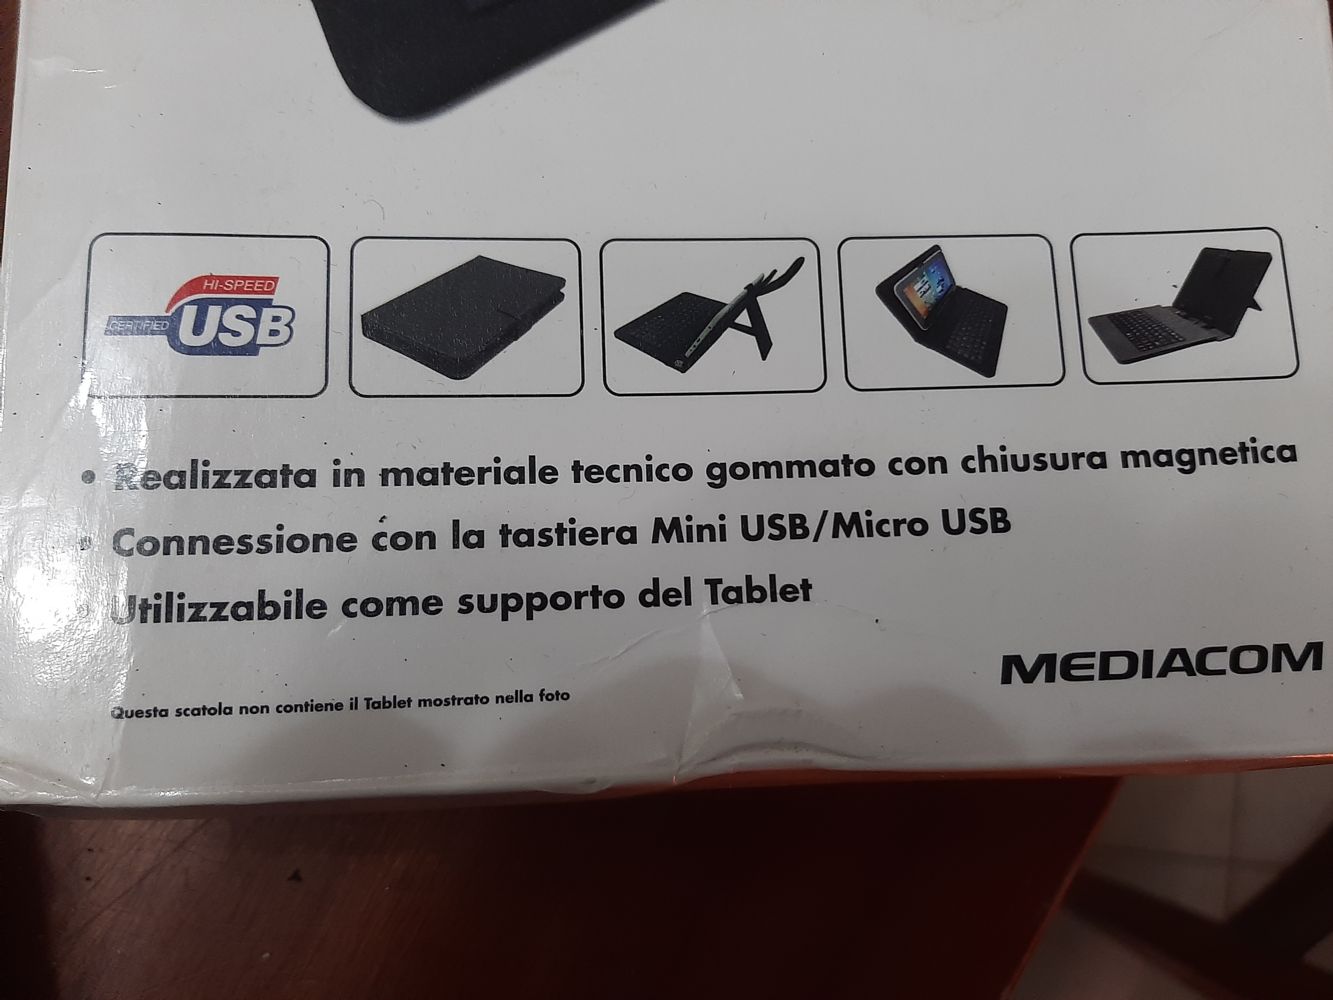 HI-SPEED
CERTIFIED USB
• Realizzata in materiale tecnico gommato con chiusura magnetica
• Connessione con la tastiera Mini USB/Micro USB
• Utilizzabile come supporto del Tablet
MEDIACOM
Questa scatola non contiene il Tablet mostrato nella foto